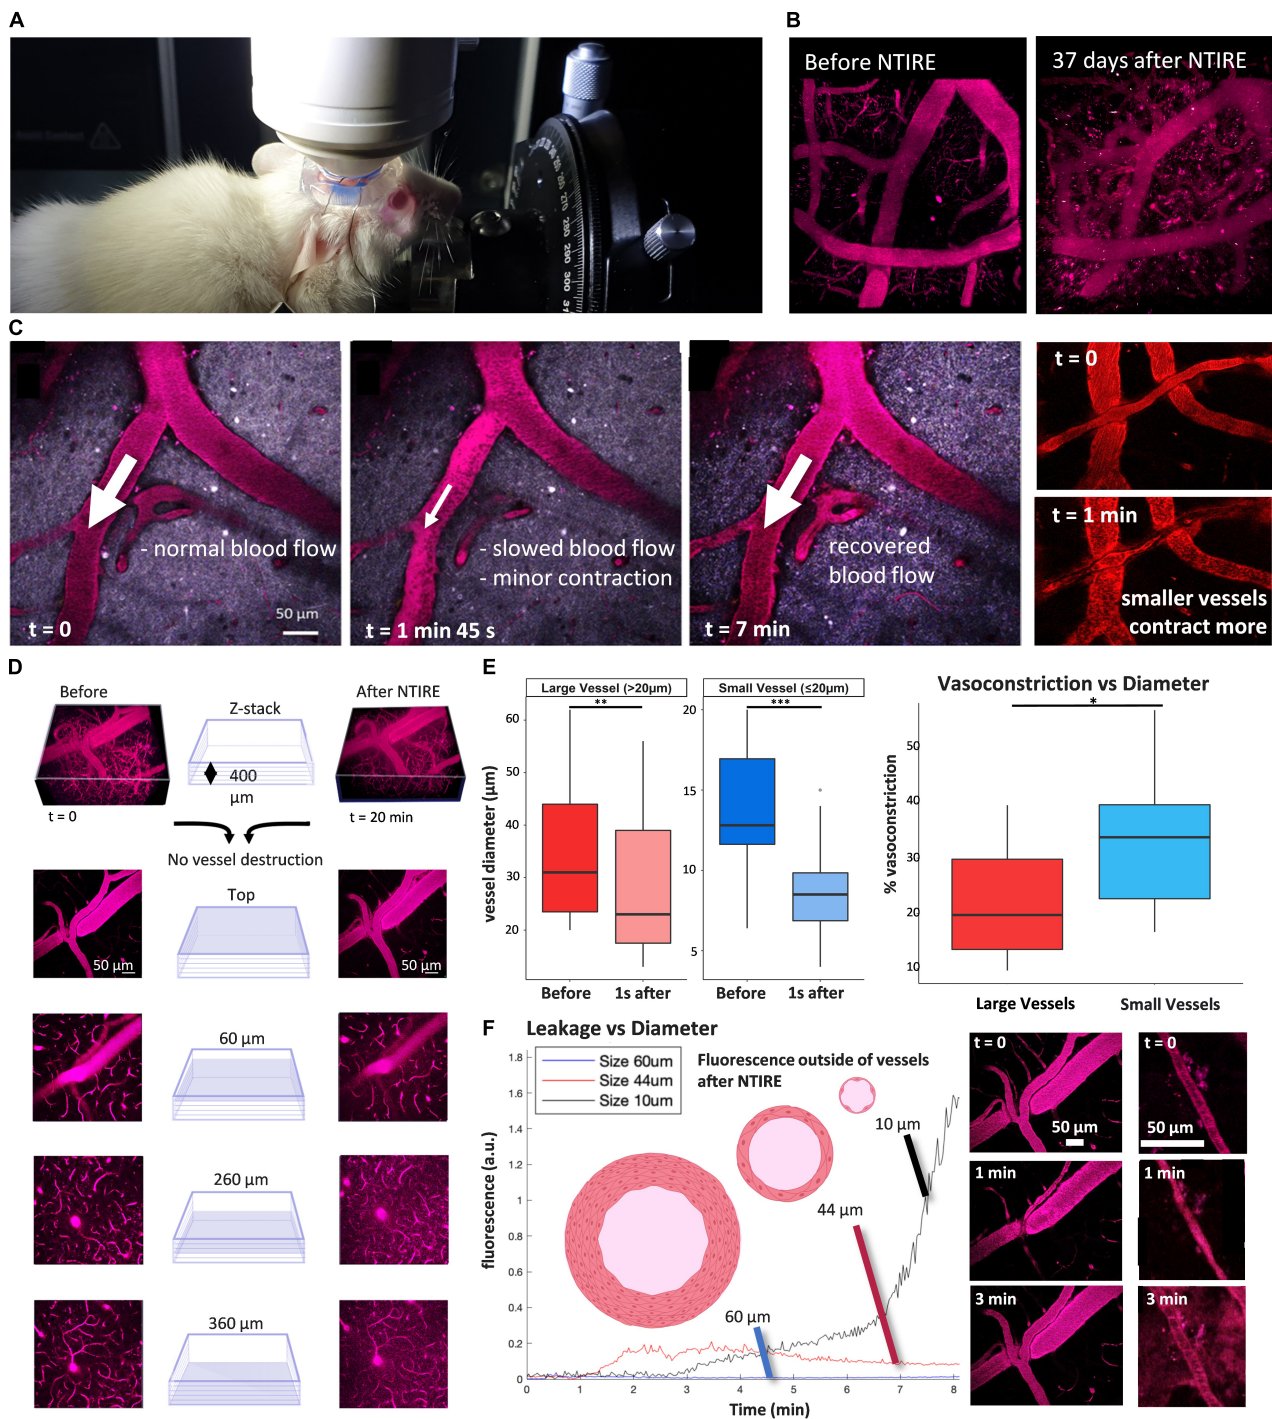 A
B
Before NTIRE
37 days after NTIRE
C
- normal blood flow
50 µm
t = 0
- slowed blood flow
- minor contraction
t = 1 min 45 s
recovered
blood flow
t = 7 min
t = 0
t = 1 min
smaller vessels
contract more
D
Before
Z-stack
After NTIRE
400
µm
t = 0
t = 20 min
No vessel destruction
Top
50 µm
50 µm
60 µm
260 µm
360 µm
E
Large Vessel (>20µm)
Small Vessel (≤20µm)
**
***
vessel diameter (µm)
60
50
40
30
20
20
15
10
5
Before
1s after
Before
1s after
Vasoconstriction vs Diameter
*
% vasoconstriction
50
40
30
20
10
Large Vessels
Small Vessels
F
Leakage vs Diameter
Size 60um
Size 44um
Size 10um
Fluorescence outside of vessels
after NTIRE
10 µm
44 µm
60 µm
fluorescence (a.u.)
1.8
1.6
1.4
1.2
1
0.8
0.6
0.4
0.2
0
0 1 2 3 4 5 6 7 8
Time (min)
t = 0
50 µm
1 min
3 min
t = 0
50 µm
1 min
3 min